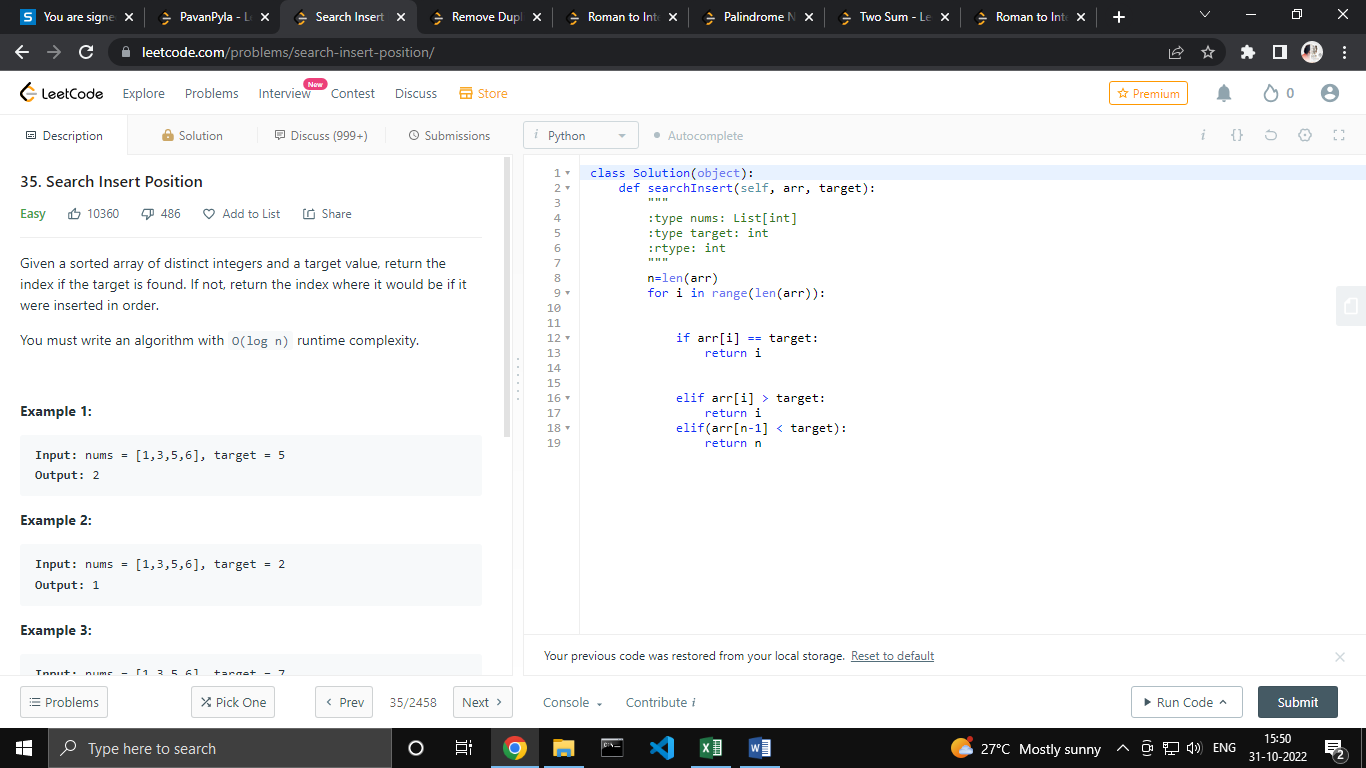 You are signe
PavanPyla - L
Search Insert
Remove Dupl
Roman to Int
Palindrome N
Two Sum - Le
Roman to Int
leetcode.com/problems/search-insert-position/
LeetCode Explore Problems Interview New Contest Discuss Store
Premium 0
Description Solution Discuss (999+) Submissions
i Python Autocomplete
35. Search Insert Position
Easy 10360 486 Add to List Share
Given a sorted array of distinct integers and a target value, return the
index if the target is found. If not, return the index where it would be if it
were inserted in order.
You must write an algorithm with O(log n) runtime complexity.
Example 1:
Input: nums = [1,3,5,6], target = 5
Output: 2
Example 2:
Input: nums = [1,3,5,6], target = 2
Output: 1
Example 3:
Input: nums = [1,3,5,6], target = 7
1 class Solution(object):
2 def searchInsert(self, arr, target):
3 """
4 :type nums: List[int]
5 :type target: int
6 :rtype: int
7 """
8 n=len(arr)
9 for i in range(len(arr)):
10
11
12 if arr[i] == target:
13 return i
14
15
16 elif arr[i] > target:
17 return i
18 elif(arr[n-1] < target):
19 return n
Your previous code was restored from your local storage. Reset to default
Problems Pick One Prev 35/2458 Next
Console Contribute i Run Code Submit
Type here to search
27°C Mostly sunny ENG
15:50
31-10-2022
2